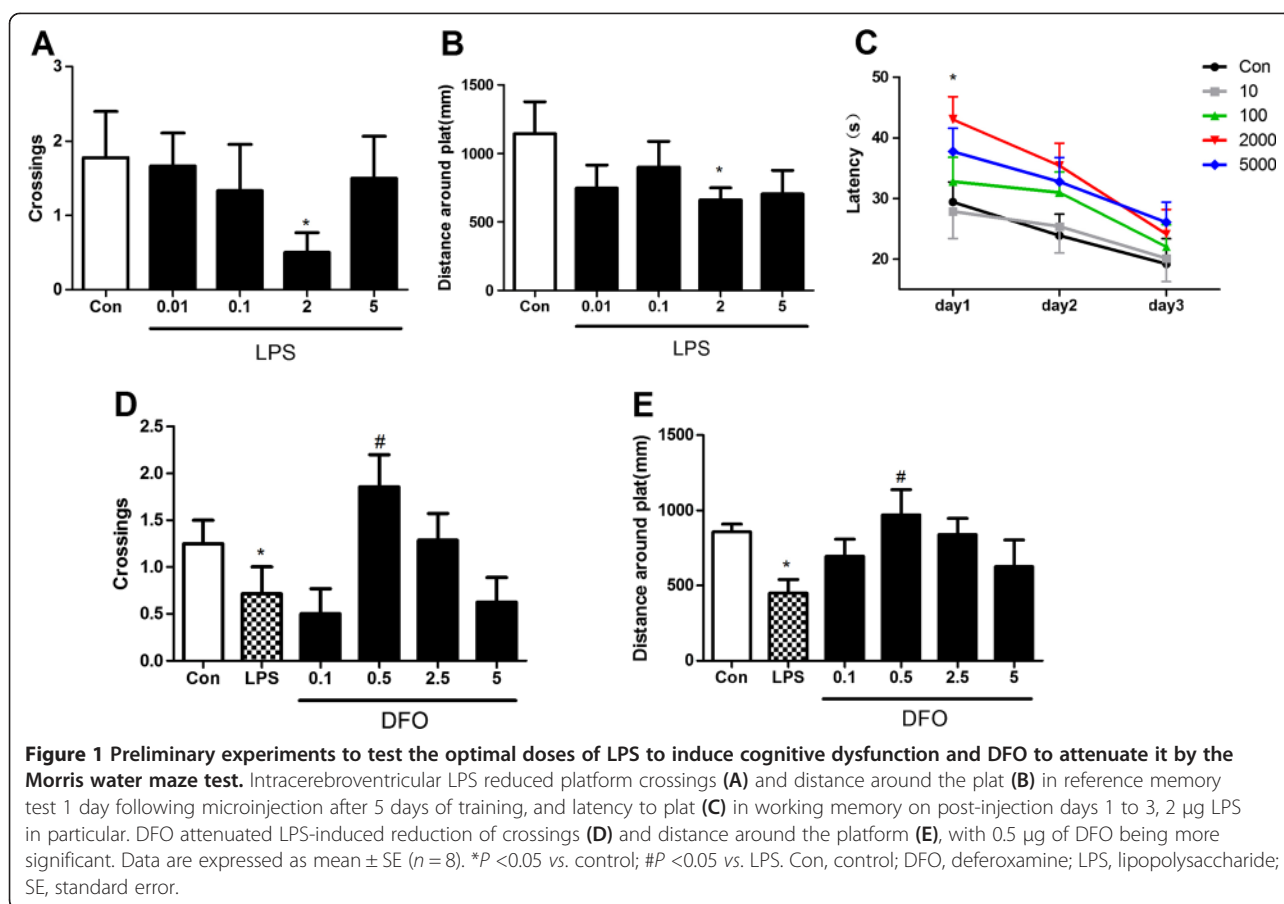 A
Crossings
3
2
1
0
Con 0.01 0.1 2 5
*
LPS
B
Distance around plat(mm)
1500
1000
500
0
Con 0.01 0.1 2 5
*
LPS
C
Latency (s)
50
40
30
20
*
day1 day2 day3
Con
10
100
2000
5000
D
Crossings
2.5
2.0
1.5
1.0
0.5
0.0
*
#
Con LPS 0.1 0.5 2.5 5
DFO
E
Distance around plat(mm)
1500
1000
500
0
*
#
Con LPS 0.1 0.5 2.5 5
DFO
Figure 1 Preliminary experiments to test the optimal doses of LPS to induce cognitive dysfunction and DFO to attenuate it by the
Morris water maze test. Intracerebroventricular LPS reduced platform crossings (A) and distance around the plat (B) in reference memory
test 1 day following microinjection after 5 days of training, and latency to plat (C) in working memory on post-injection days 1 to 3, 2 μg LPS
in particular. DFO attenuated LPS-induced reduction of crossings (D) and distance around the platform (E), with 0.5 μg of DFO being more
significant. Data are expressed as mean ± SE (n = 8). *P <0.05 vs. control; #P <0.05 vs. LPS. Con, control; DFO, deferoxamine; LPS, lipopolysaccharide;
SE, standard error.